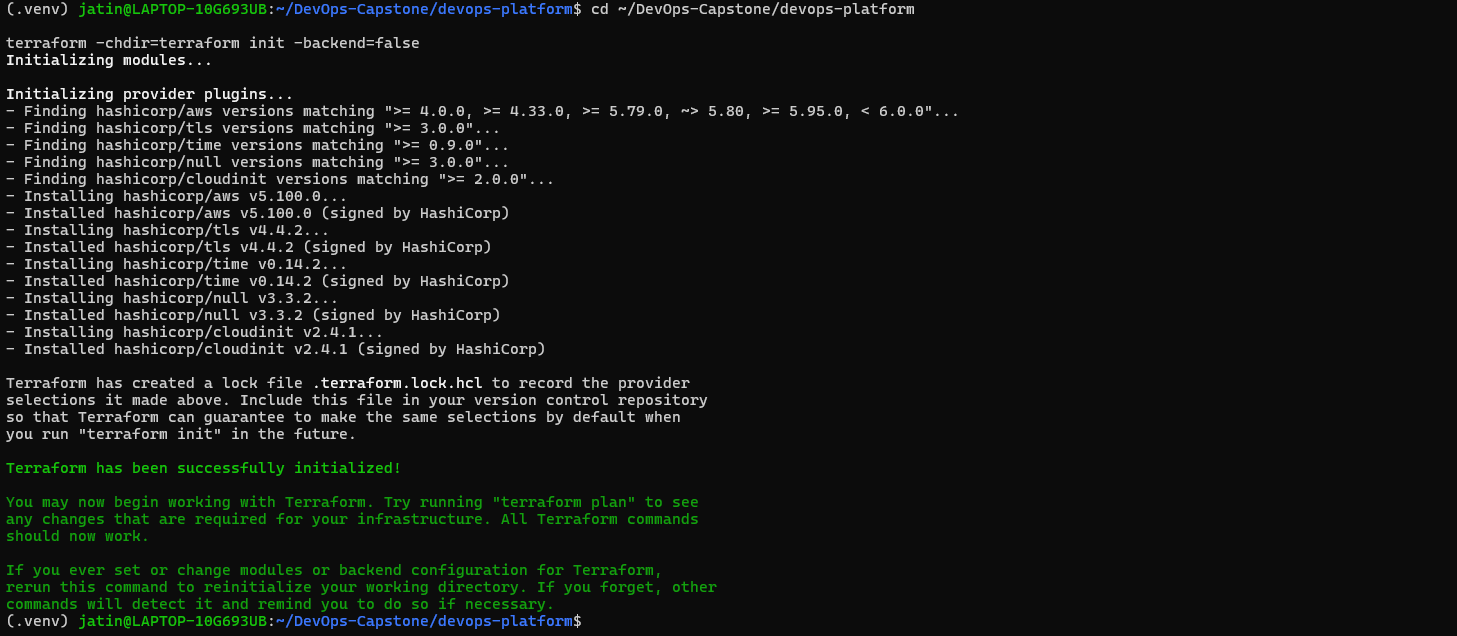 (.venv) jatin@LAPTOP-10G693UB:~/DevOps-Capstone/devops-platform$ cd ~/DevOps-Capstone/devops-platform
terraform -chdir=terraform init -backend=false
Initializing modules...
Initializing provider plugins...
- Finding hashicorp/aws versions matching ">= 4.0.0, >= 4.33.0, >= 5.79.0, ~> 5.80, >= 5.95.0, < 6.0.0"...
- Finding hashicorp/tls versions matching ">= 3.0.0"...
- Finding hashicorp/time versions matching ">= 0.9.0"...
- Finding hashicorp/null versions matching ">= 3.0.0"...
- Finding hashicorp/cloudinit versions matching ">= 2.0.0"...
- Installing hashicorp/aws v5.100.0...
- Installed hashicorp/aws v5.100.0 (signed by HashiCorp)
- Installing hashicorp/tls v4.4.2...
- Installed hashicorp/tls v4.4.2 (signed by HashiCorp)
- Installing hashicorp/time v0.14.2...
- Installed hashicorp/time v0.14.2 (signed by HashiCorp)
- Installing hashicorp/null v3.3.2...
- Installed hashicorp/null v3.3.2 (signed by HashiCorp)
- Installing hashicorp/cloudinit v2.4.1...
- Installed hashicorp/cloudinit v2.4.1 (signed by HashiCorp)
Terraform has created a lock file .terraform.lock.hcl to record the provider
selections it made above. Include this file in your version control repository
so that Terraform can guarantee to make the same selections by default when
you run "terraform init" in the future.
Terraform has been successfully initialized!
You may now begin working with Terraform. Try running "terraform plan" to see
any changes that are required for your infrastructure. All Terraform commands
should now work.
If you ever set or change modules or backend configuration for Terraform,
rerun this command to reinitialize your working directory. If you forget, other
commands will detect it and remind you to do so if necessary.
(.venv) jatin@LAPTOP-10G693UB:~/DevOps-Capstone/devops-platform$